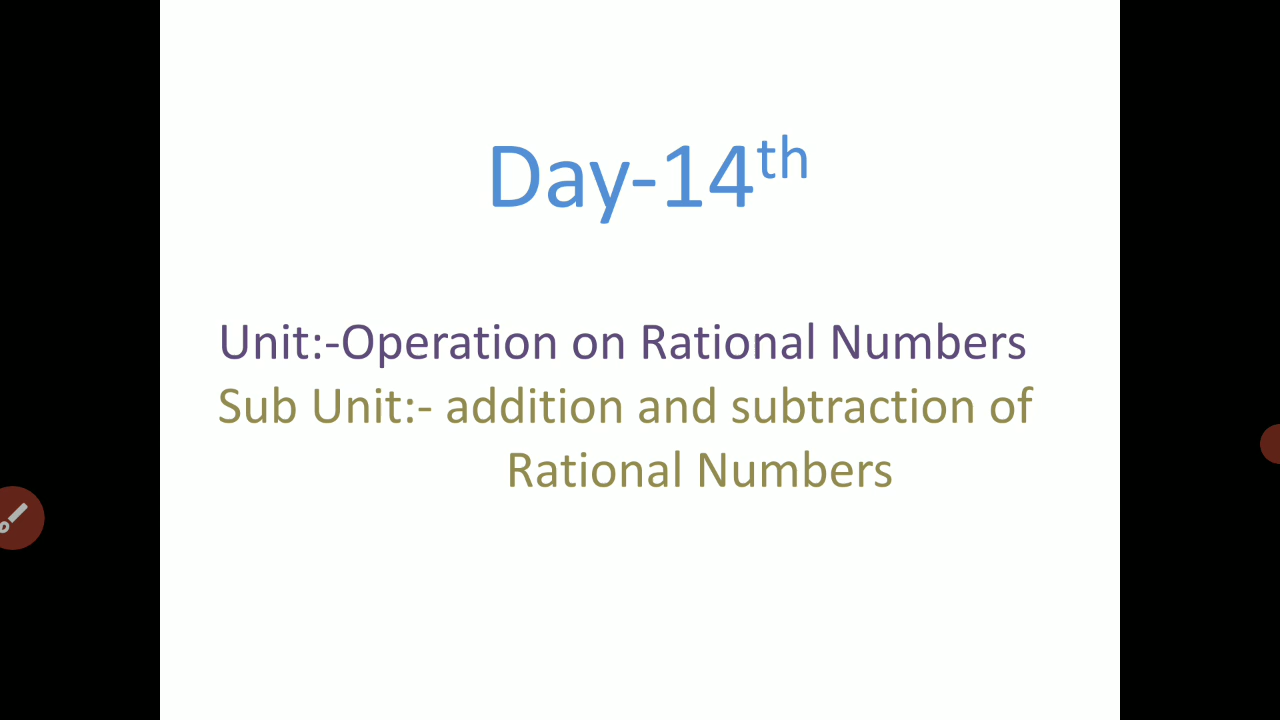 Day-14th
Unit:-Operation on Rational Numbers
Sub Unit:- addition and subtraction of
Rational Numbers